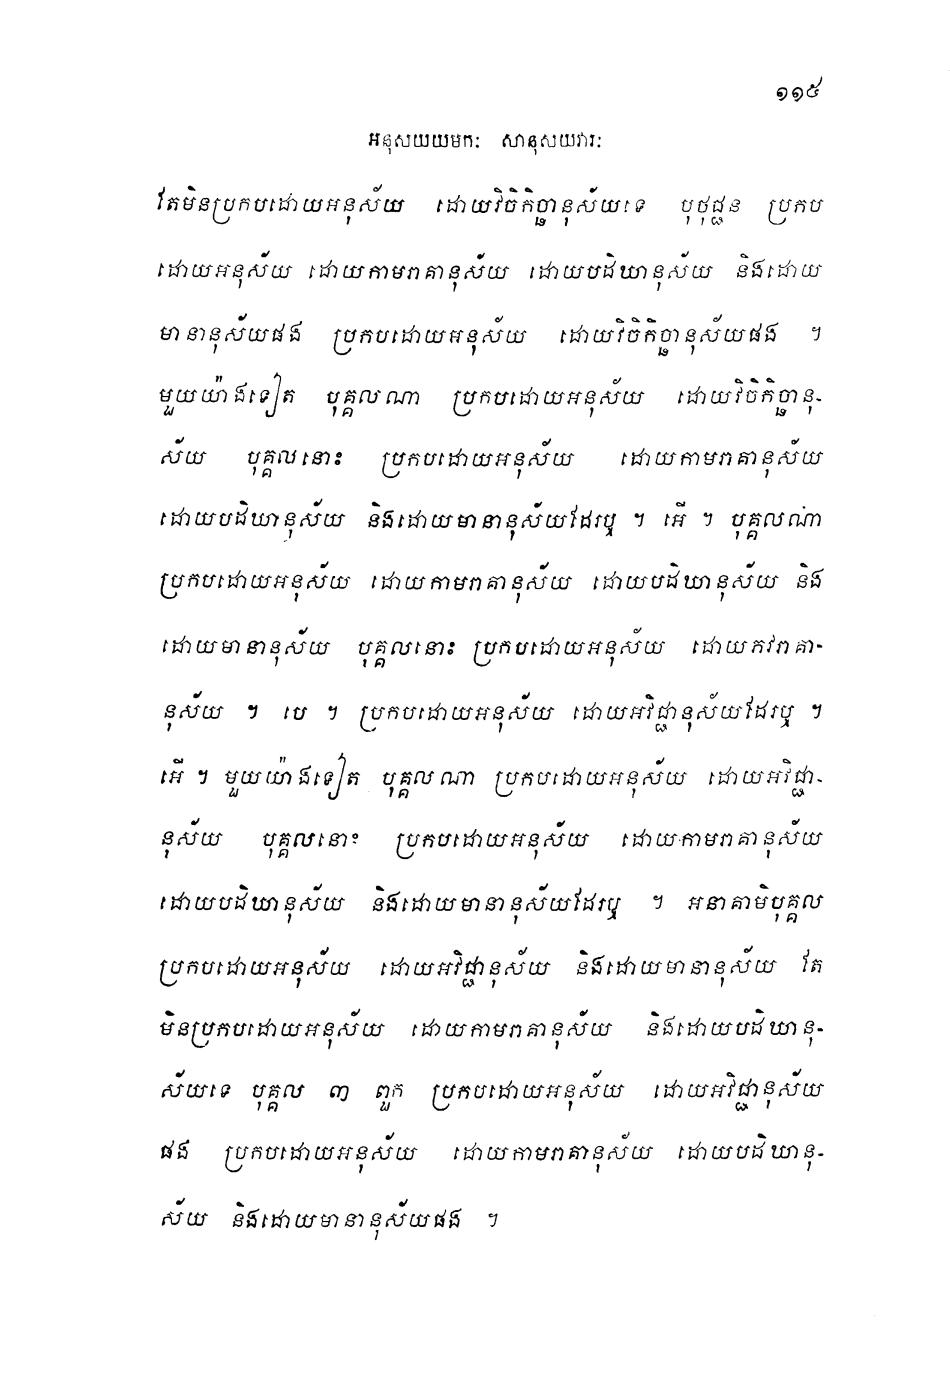 ១១៥
អនុសយយមកៈ សានុសយវារៈ
តែមិនប្រកបដោយអនុស័យ ដោយវិចិកិច្ឆានុស័យទេ បុថុជ្ជន ប្រកប
ដោយអនុស័យ ដោយកាមរាគានុស័យ ដោយបដិឃានុស័យ និងដោយ
មានានុស័យផង ប្រកបដោយអនុស័យ ដោយវិចិកិច្ឆានុស័យផង ។
មួយយ៉ាងទៀត បុគ្គលណា ប្រកបដោយអនុស័យ ដោយវិចិកិច្ឆានុ-
ស័យ បុគ្គលនោះ ប្រកបដោយអនុស័យ ដោយកាមរាគានុស័យ
ដោយបដិឃានុស័យ និងដោយមានានុស័យដែរឬ ។ អើ ។ បុគ្គលណា
ប្រកបដោយអនុស័យ ដោយកាមរាគានុស័យ ដោយបដិឃានុស័យ និង
ដោយមានានុស័យ បុគ្គលនោះ ប្រកបដោយអនុស័យ ដោយភវរាគា-
នុស័យ ។ បេ ។ ប្រកបដោយអនុស័យ ដោយអវិជ្ជានុស័យដែរឬ ។
អើ ។ មួយយ៉ាងទៀត បុគ្គលណា ប្រកបដោយអនុស័យ ដោយអវិជ្ជា-
នុស័យ បុគ្គលនោះ ប្រកបដោយអនុស័យ ដោយកាមរាគានុស័យ
ដោយបដិឃានុស័យ និងដោយមានានុស័យដែរឬ ។ អនាគាមិបុគ្គល
ប្រកបដោយអនុស័យ ដោយអវិជ្ជានុស័យ និងដោយមានានុស័យ តែ
មិនប្រកបដោយអនុស័យ ដោយកាមរាគានុស័យ និងដោយបដិឃានុ-
ស័យទេ បុគ្គល ៣ ពួក ប្រកបដោយអនុស័យ ដោយអវិជ្ជានុស័យ
ផង ប្រកបដោយអនុស័យ ដោយកាមរាគានុស័យ ដោយបដិឃានុ-
ស័យ និងដោយមានានុស័យផង ។